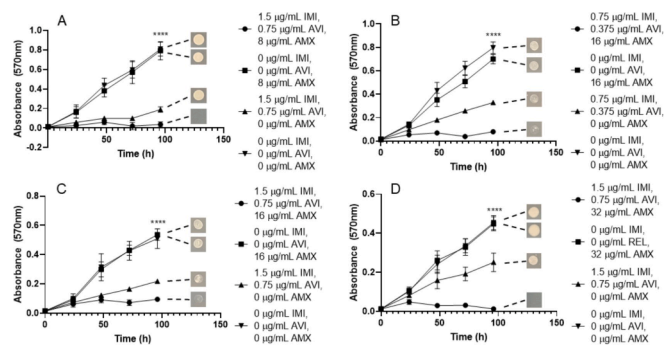 A
Absorbance (570nm)
1.0
0.8
0.6
0.4
0.2
0.0
0
50
100
150
Time (h)
****
1.5 µg/mL IMI,
0.75 µg/mL AVI,
8 µg/mL AMX
0 µg/mL IMI,
0 µg/mL AVI,
8 µg/mL AMX
1.5 µg/mL IMI,
0.75 µg/mL AVI,
0 µg/mL AMX
0 µg/mL IMI,
0 µg/mL AVI,
0 µg/mL AMX
B
Absorbance (570nm)
1.0
0.8
0.6
0.4
0.2
0.0
0
50
100
150
Time (h)
****
0.75 µg/mL IMI,
0.375 µg/mL AVI,
16 µg/mL AMX
0 µg/mL IMI,
0 µg/mL AVI,
16 µg/mL AMX
0.75 µg/mL IMI,
0.375 µg/mL AVI,
0 µg/mL AMX
0 µg/mL IMI,
0 µg/mL AVI,
0 µg/mL AMX
C
Absorbance (570nm)
0.8
0.6
0.4
0.2
0.0
0
50
100
150
Time (h)
****
1.5 µg/mL IMI,
0.75 µg/mL AVI,
16 µg/mL AMX
0 µg/mL IMI,
0 µg/mL AVI,
16 µg/mL AMX
1.5 µg/mL IMI,
0.75 µg/mL AVI,
0 µg/mL AMX
0 µg/mL IMI,
0 µg/mL AVI,
0 µg/mL AMX
D
Absorbance (570nm)
0.6
0.4
0.2
0.0
0
50
100
150
Time (h)
****
1.5 µg/mL IMI,
0.75 µg/mL AVI,
32 µg/mL AMX
0 µg/mL IMI,
0 µg/mL REL,
32 µg/mL AMX
1.5 µg/mL IMI,
0.75 µg/mL AVI,
0 µg/mL AMX
0 µg/mL IMI,
0 µg/mL AVI,
0 µg/mL AMX